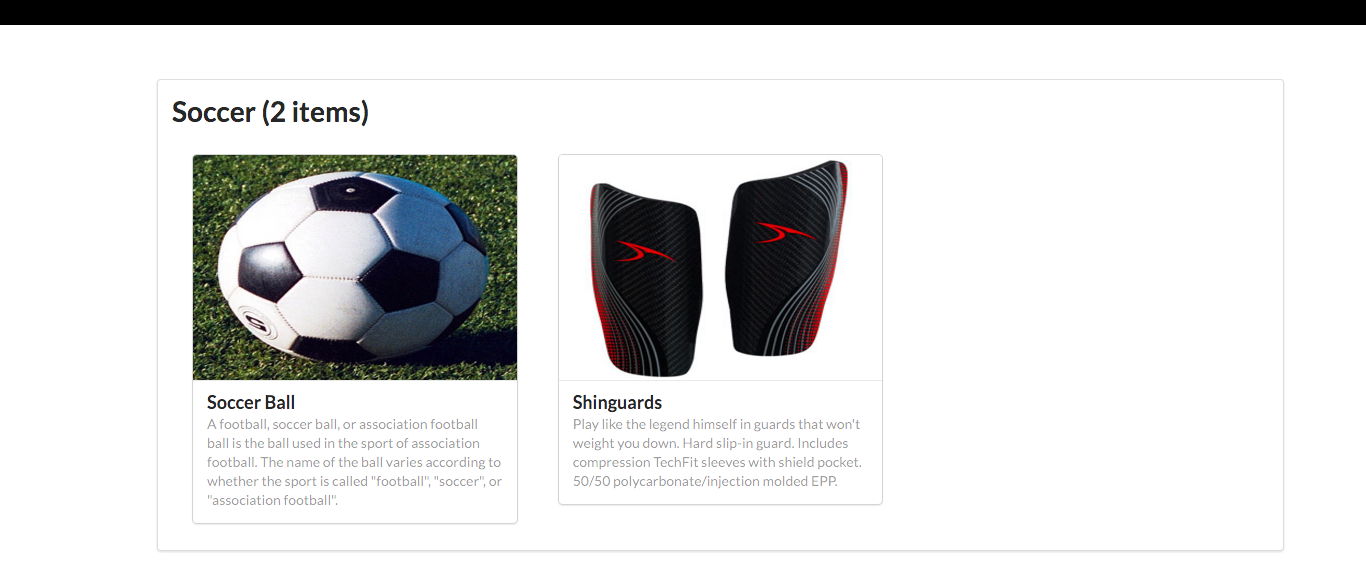 Soccer (2 items)
Soccer Ball
A football, soccer ball, or association football
ball is the ball used in the sport of association
football. The name of the ball varies according to
whether the sport is called "football", "soccer", or
"association football".
Shinguards
Play like the legend himself in guards that won't
weight you down. Hard slip-in guard. Includes
compression TechFit sleeves with shield pocket.
50/50 polycarbonate/injection molded EPP.